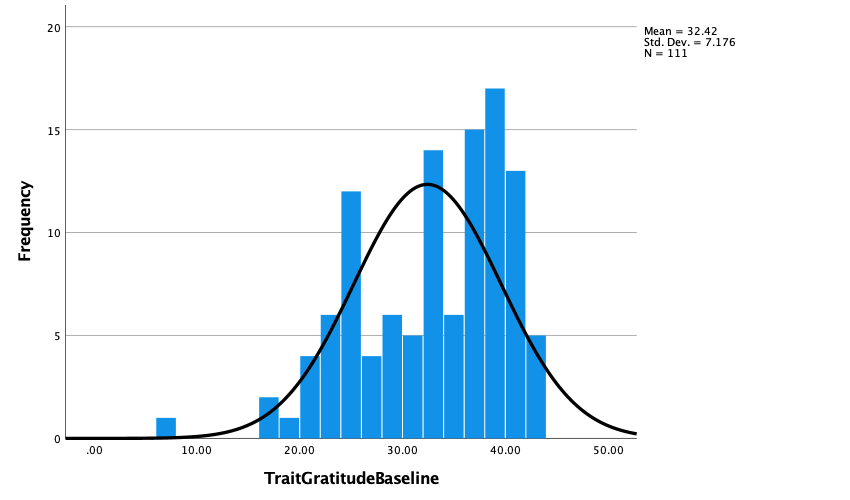 20
15
10
5
0
Frequency
.00 10.00 20.00 30.00 40.00 50.00
TraitGratitudeBaseline
Mean = 32.42
Std. Dev. = 7.176
N = 111